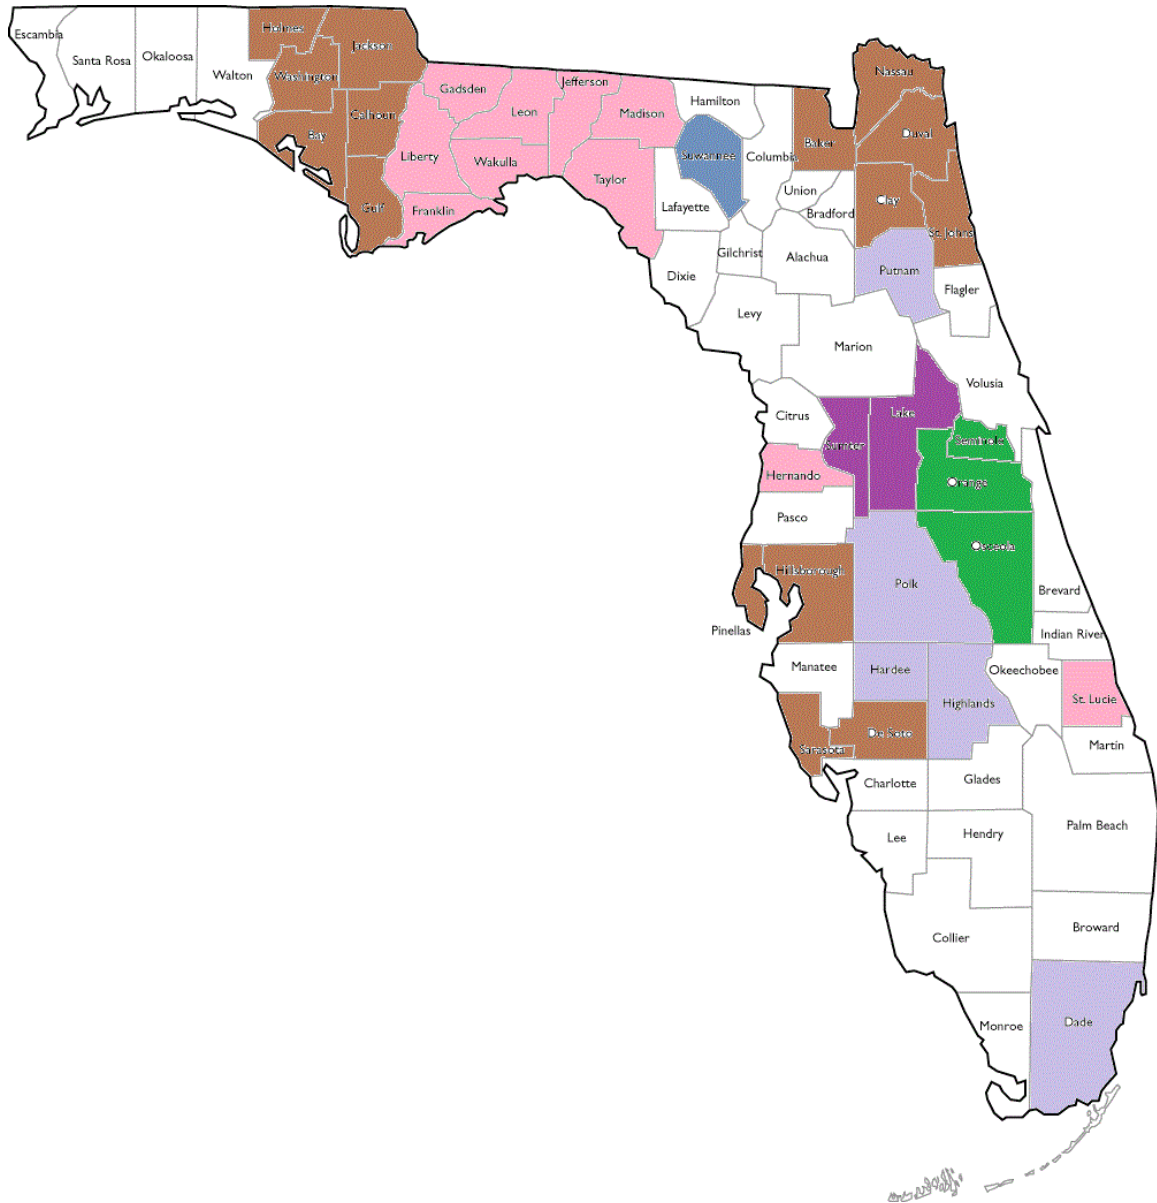 Escambia
Santa Rosa
Okaloosa
Walton
Holmes
Jackson
Washington
Bay
Calhoun
Gulf
Gadsden
Liberty
Franklin
Leon
Wakulla
Jefferson
Madison
Taylor
Hamilton
Suwannee
Lafayette
Columbia
Baker
Union
Bradford
Nassau
Duval
Clay
St. Johns
Putnam
Flagler
Dixie
Gilchrist
Alachua
Levy
Marion
Volusia
Citrus
Sumter
Lake
Seminole
Orange
Osceola
Hernando
Pasco
Hillsborough
Pinellas
Polk
Brevard
Indian River
Manatee
Hardee
Highlands
Okeechobee
St. Lucie
Sarasota
De Soto
Martin
Charlotte
Glades
Lee
Hendry
Palm Beach
Collier
Broward
Monroe
Dade